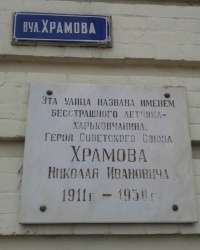 вул. ХРАМОВА
ЭТА УЛИЦА НАЗВАНА ИМЕНЕМ
БЕССТРАШНОГО ЛЕТЧИКА-
ХАРЬКОВЧАНИНА,
ГЕРОЯ СОВЕТСКОГО СОЮЗА
ХРАМОВА
НИКОЛАЯ ИВАНОВИЧА
1911г. – 1950г.